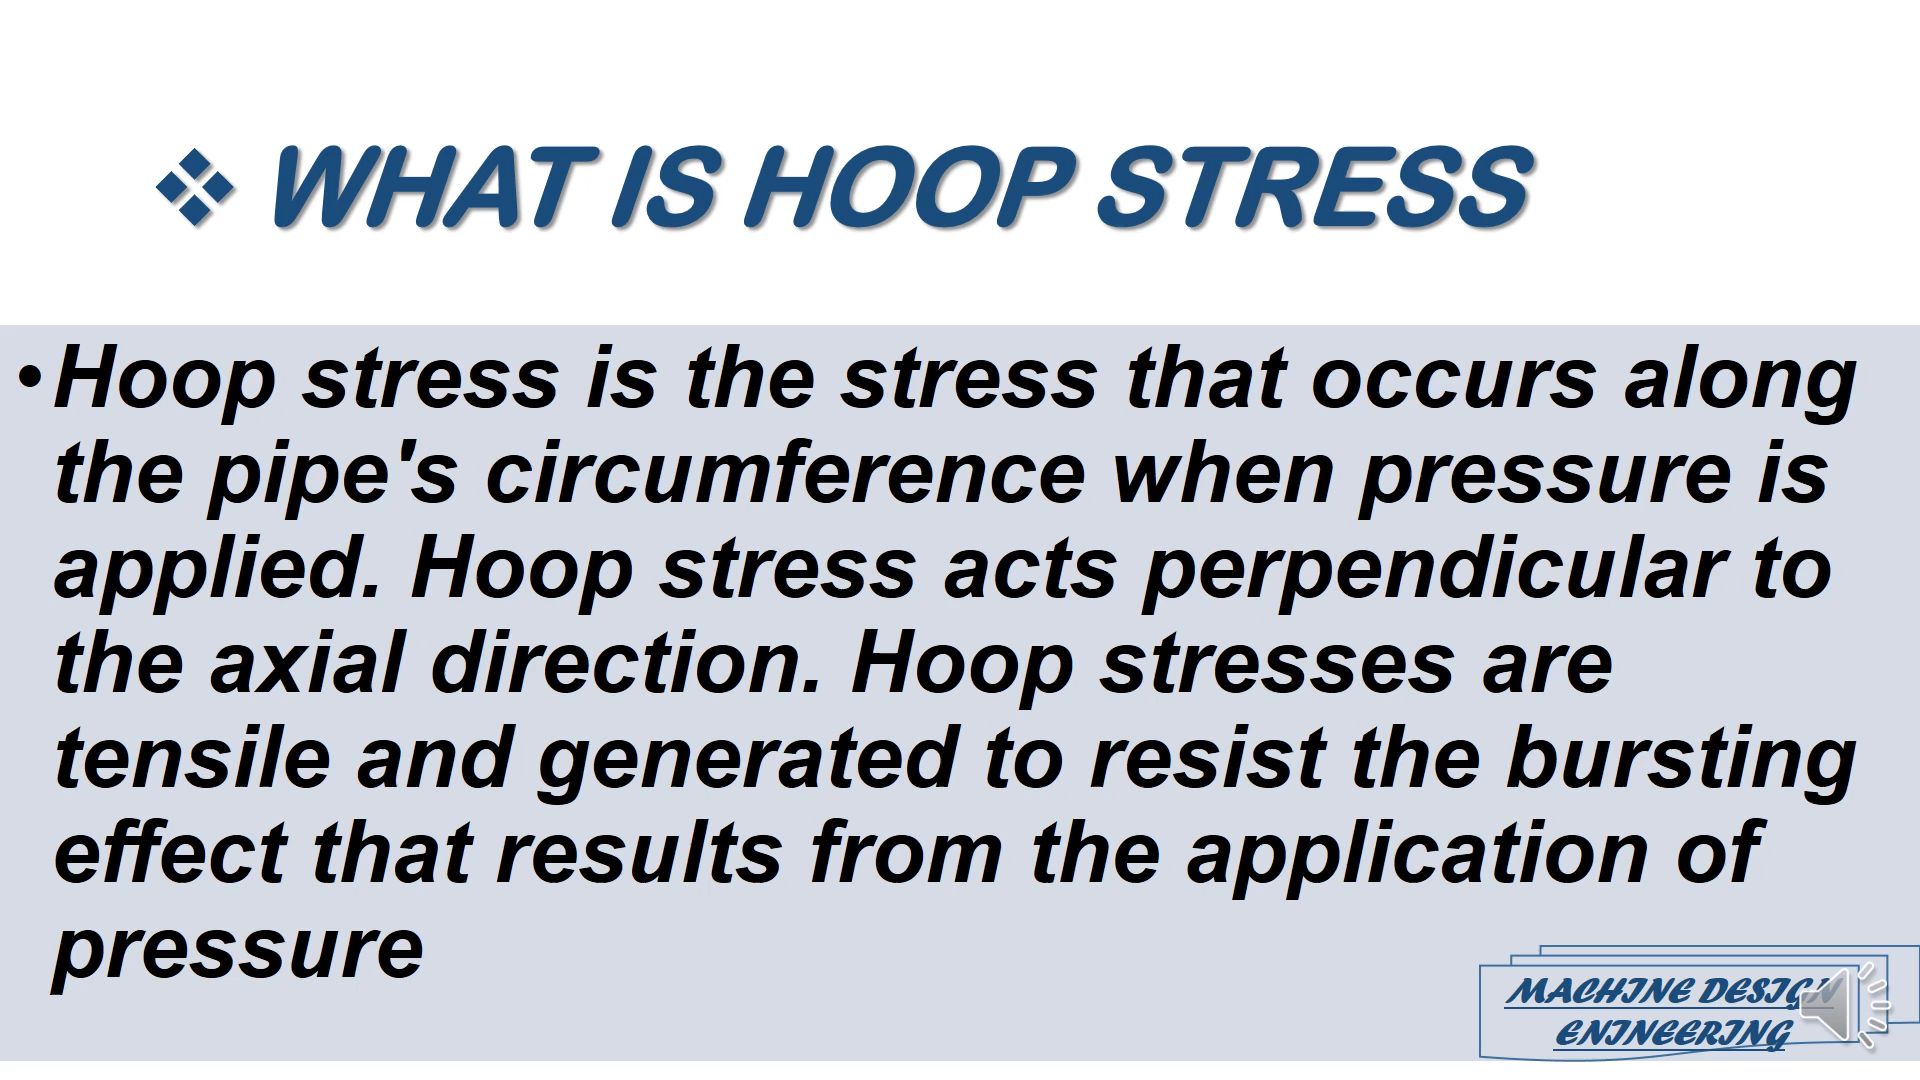 ❖ WHAT IS HOOP STRESS
•Hoop stress is the stress that occurs along
the pipe's circumference when pressure is
applied. Hoop stress acts perpendicular to
the axial direction. Hoop stresses are
tensile and generated to resist the bursting
effect that results from the application of
pressure
MACHINE DESIGN
ENINEERING